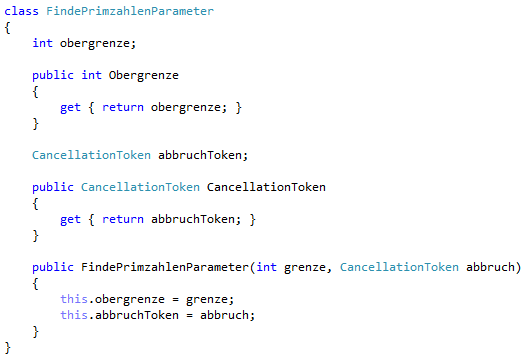 class FindePrimzahlenParameter
{
    int obergrenze;

    public int Obergrenze
    {
        get { return obergrenze; }
    }

    CancellationToken abbruchToken;

    public CancellationToken CancellationToken
    {
        get { return abbruchToken; }
    }

    public FindePrimzahlenParameter(int grenze, CancellationToken abbruch)
    {
        this.obergrenze = grenze;
        this.abbruchToken = abbruch;
    }
}